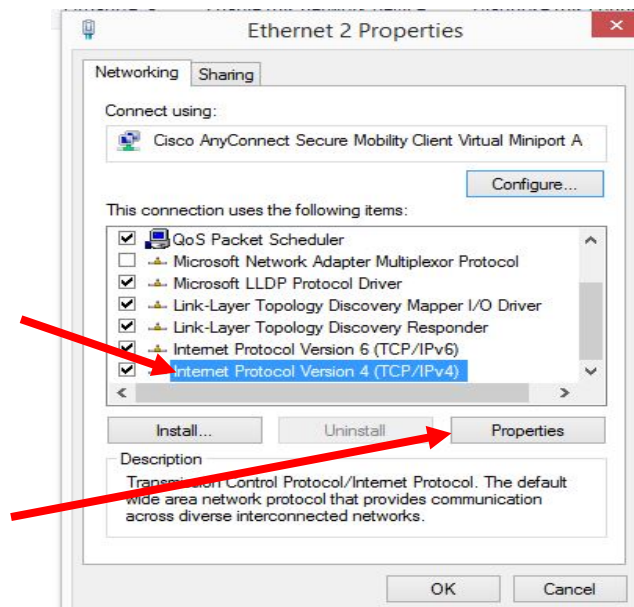 Ethernet 2 Properties
Networking Sharing
Connect using:
Cisco AnyConnect Secure Mobility Client Virtual Miniport A
Configure...
This connection uses the following items:
QoS Packet Scheduler
Microsoft Network Adapter Multiplexor Protocol
Microsoft LLDP Protocol Driver
Link-Layer Topology Discovery Mapper I/O Driver
Link-Layer Topology Discovery Responder
Internet Protocol Version 6 (TCP/IPv6)
Internet Protocol Version 4 (TCP/IPv4)
Install... Uninstall Properties
Description
Transmission Control Protocol/Internet Protocol. The default
wide area network protocol that provides communication
across diverse interconnected networks.
OK Cancel